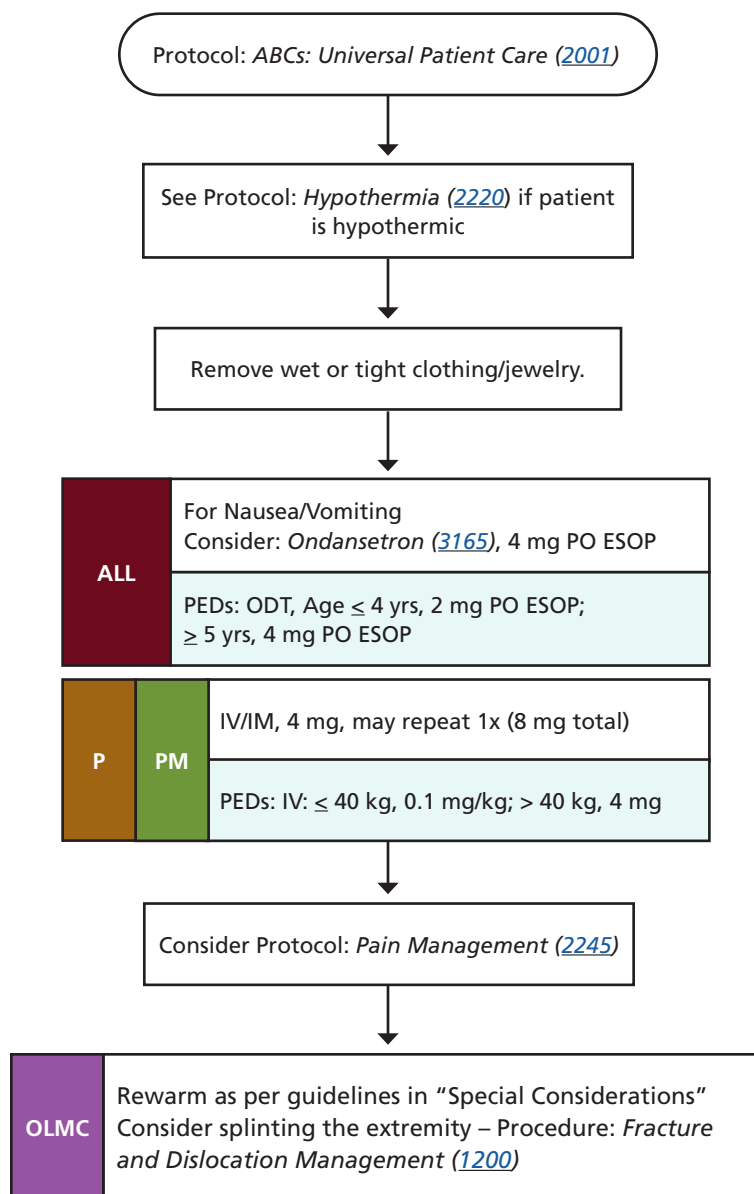 Protocol: ABCs: Universal Patient Care (2001)
See Protocol: Hypothermia (2220) if patient
is hypothermic
Remove wet or tight clothing/jewelry.
ALL
For Nausea/Vomiting
Consider: Ondansetron (3165), 4 mg PO ESOP
PEDs: ODT, Age ≤ 4 yrs, 2 mg PO ESOP;
≥ 5 yrs, 4 mg PO ESOP
P
PM
IV/IM, 4 mg, may repeat 1x (8 mg total)
PEDs: IV: ≤ 40 kg, 0.1 mg/kg; > 40 kg, 4 mg
Consider Protocol: Pain Management (2245)
OLMC
Rewarm as per guidelines in “Special Considerations”
Consider splinting the extremity – Procedure: Fracture
and Dislocation Management (1200)